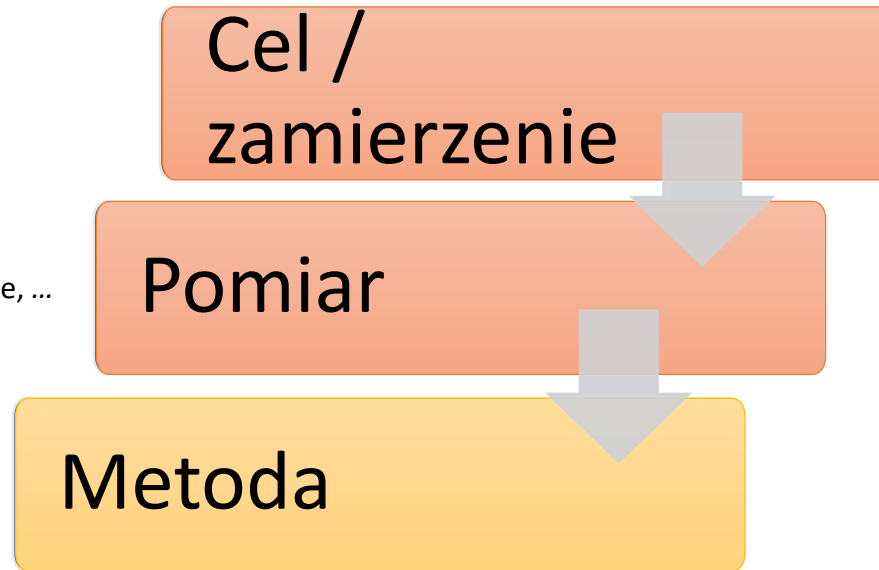 Cel /
zamierzenie
e, ...
Pomiar
Metoda